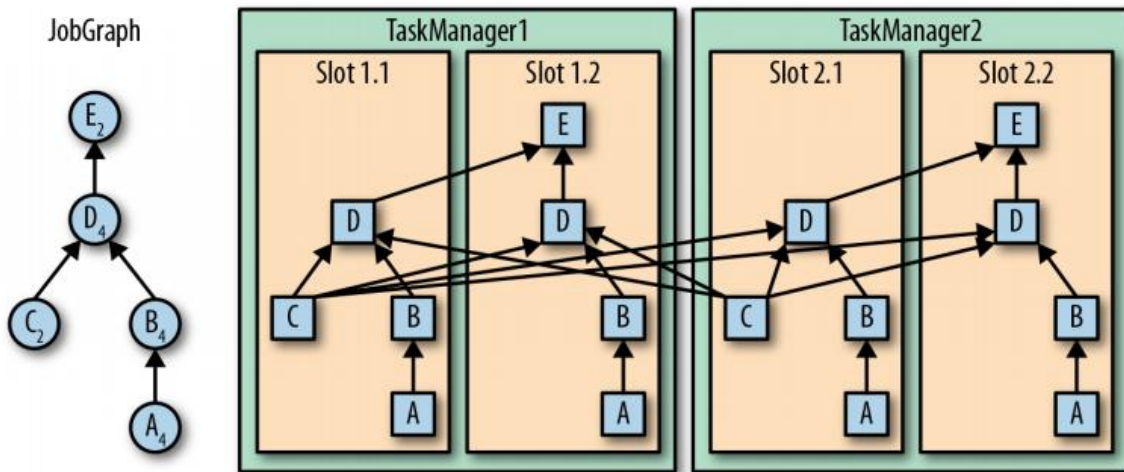 JobGraph
TaskManager1
TaskManager2
Slot 1.1
Slot 1.2
Slot 2.1
Slot 2.2
E₂
E
E
D₄
D
D
D
D
C₂
B₄
C
B
B
C
B
B
A₄
A
A
A
A